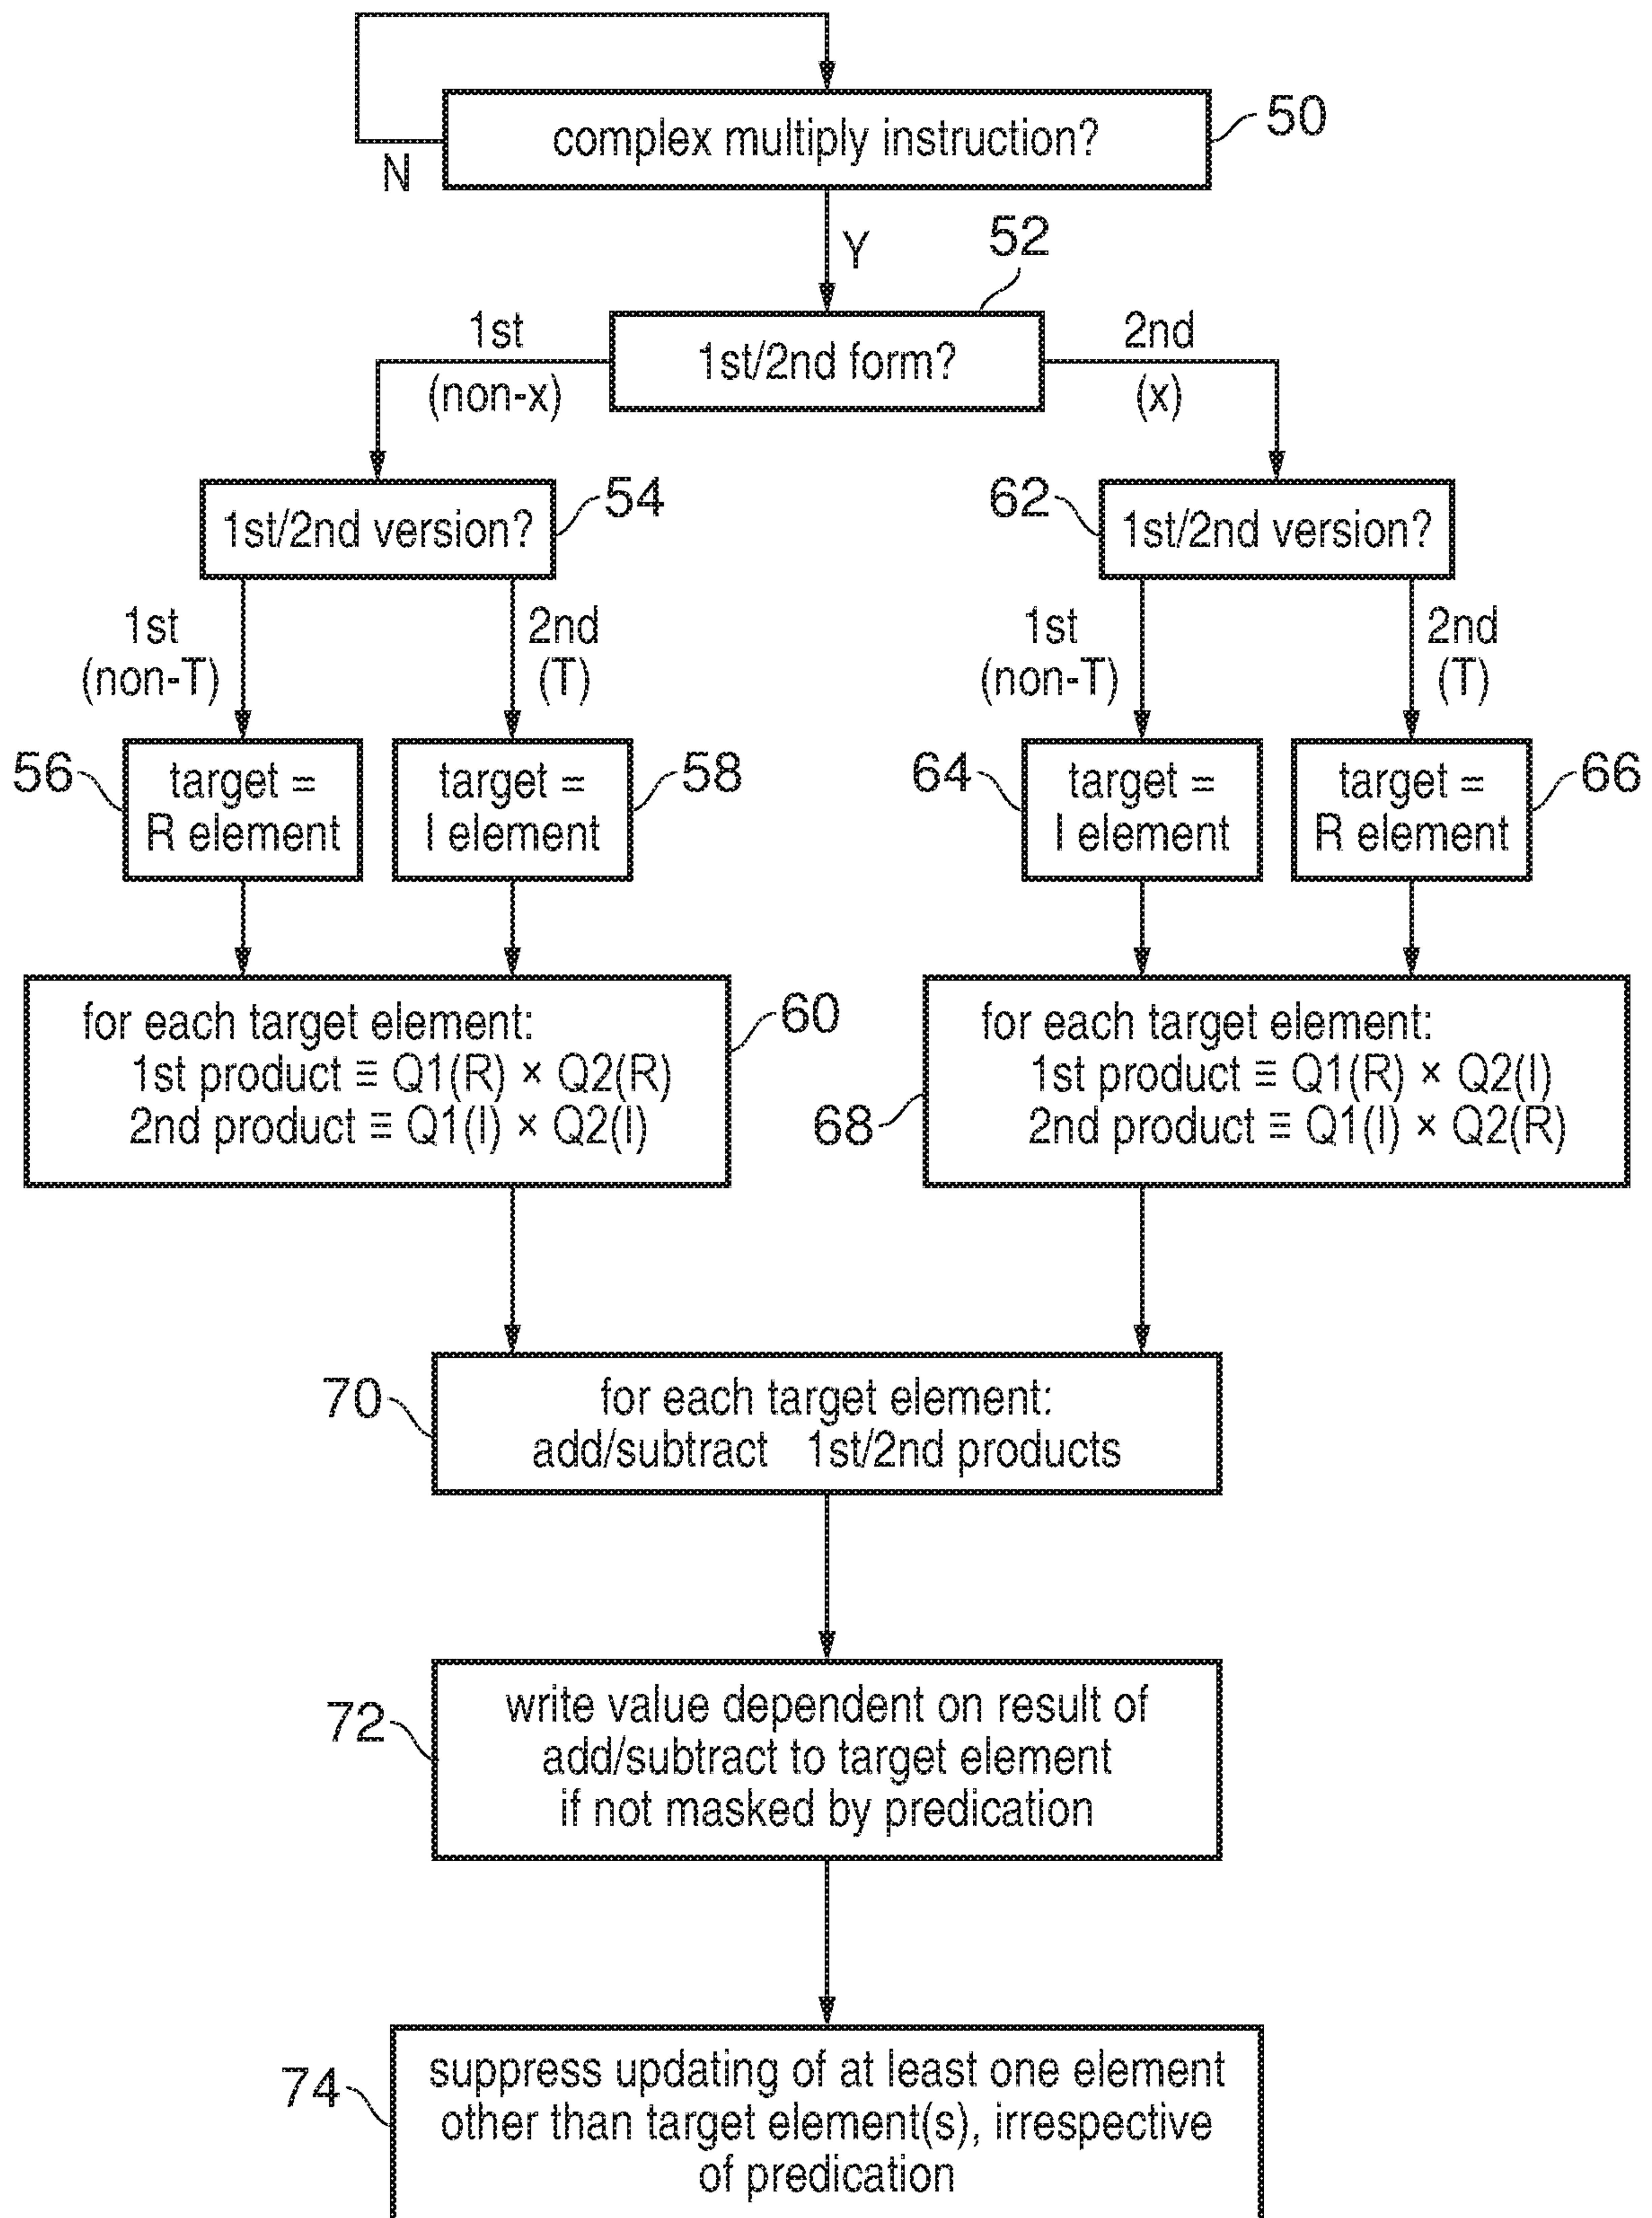 complex multiply instruction?
50
N
Y
52
1st
(non-x)
1st/2nd form?
2nd
(x)
1st/2nd version?
54
62
1st/2nd version?
1st
(non-T)
2nd
(T)
1st
(non-T)
2nd
(T)
56
target =
R element
target =
I element
58
64
target =
I element
target =
R element
66
for each target element:
1st product ≡ Q1(R) × Q2(R)
2nd product ≡ Q1(I) × Q2(I)
60
for each target element:
1st product ≡ Q1(R) × Q2(I)
2nd product ≡ Q1(I) × Q2(R)
68
70
for each target element:
add/subtract 1st/2nd products
72
write value dependent on result of
add/subtract to target element
if not masked by predication
74
suppress updating of at least one element
other than target element(s), irrespective
of predication